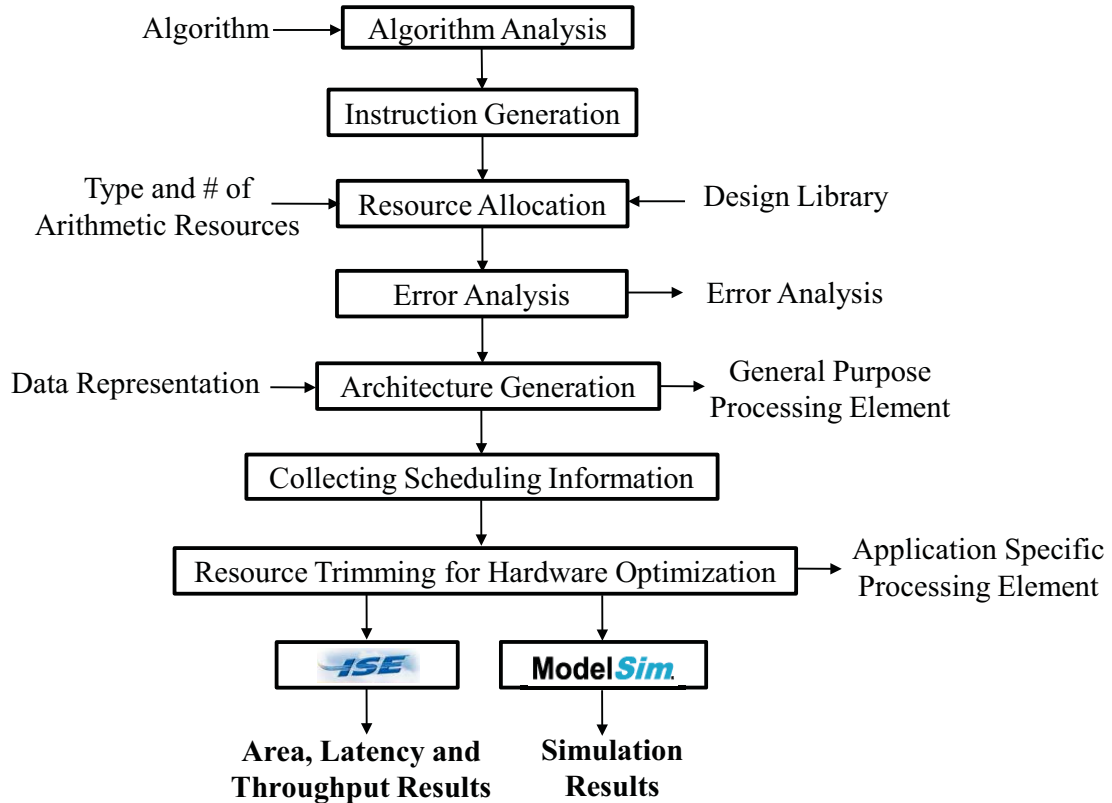 Algorithm
Algorithm Analysis
Instruction Generation
Type and # of
Arithmetic Resources
Resource Allocation
Design Library
Error Analysis
Error Analysis
Data Representation
Architecture Generation
General Purpose
Processing Element
Collecting Scheduling Information
Resource Trimming for Hardware Optimization
Application Specific
Processing Element
ISE
ModelSim
Area, Latency and
Throughput Results
Simulation
Results